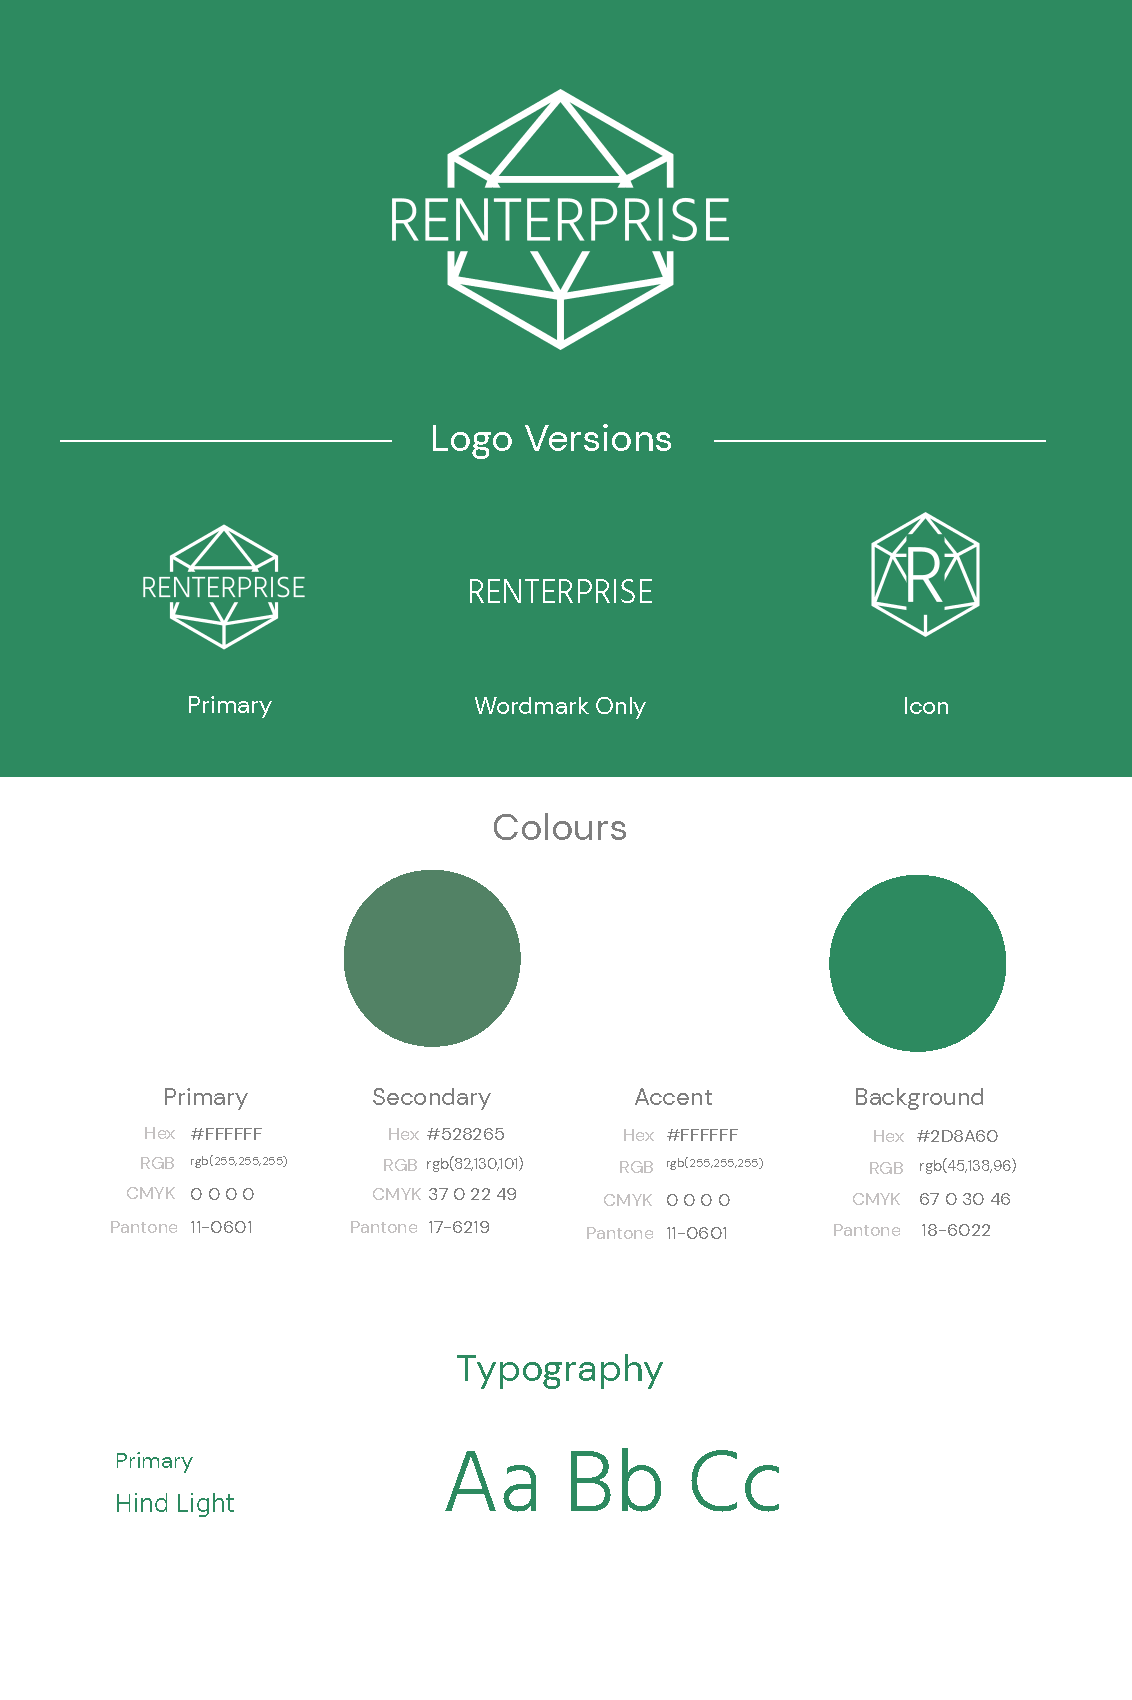 RENTERPRISE
Logo Versions
RENTERPRISE
RENTERPRISE
R
Primary
Wordmark Only
Icon
Colours
Primary
Hex #FFFFFF
RGB rgb(255,255,255)
CMYK 0 0 0 0
Pantone 11-0601
Secondary
Hex #528265
RGB rgb(82,130,101)
CMYK 37 0 22 49
Pantone 17-6219
Accent
Hex #FFFFFF
RGB rgb(255,255,255)
CMYK 0 0 0 0
Pantone 11-0601
Background
Hex #2D8A60
RGB rgb(45,138,96)
CMYK 67 0 30 46
Pantone 18-6022
Typography
Primary
Hind Light
Aa Bb Cc